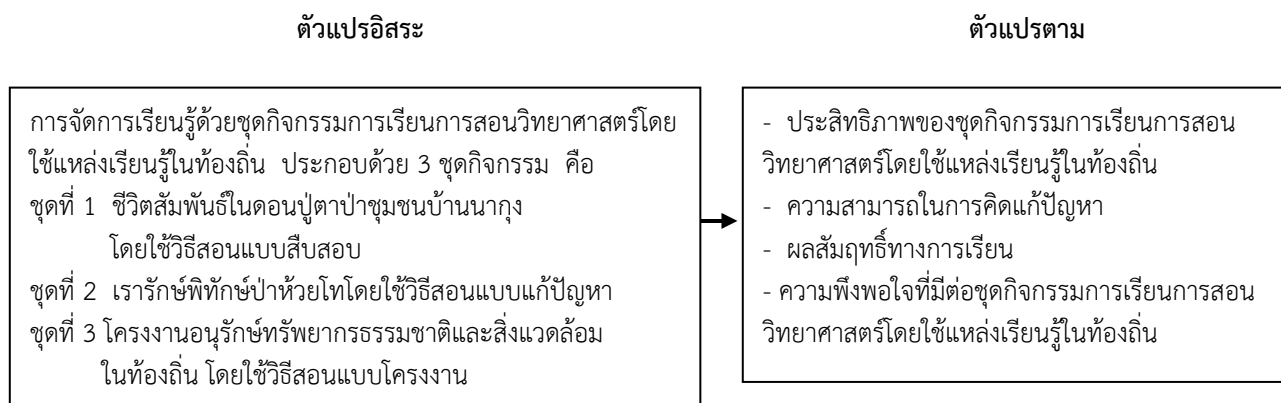 ตัวแปรอิสระ
การจัดการเรียนรู้ด้วยชุดกิจกรรมการเรียนการสอนวิทยาศาสตร์โดย
ใช้แหล่งเรียนรู้ในท้องถิ่น ประกอบด้วย 3 ชุดกิจกรรม คือ
ชุดที่ 1 ชีวิตสัมพันธ์ในดอนปู่ตาป่าชุมชนบ้านนากุง
โดยใช้วิธีสอนแบบสืบสอบ
ชุดที่ 2 เรารักษ์พิทักษ์ป่าห้วยโทโดยใช้วิธีสอนแบบแก้ปัญหา
ชุดที่ 3 โครงงานอนุรักษ์ทรัพยากรธรรมชาติและสิ่งแวดล้อม
ในท้องถิ่น โดยใช้วิธีสอนแบบโครงงาน
ตัวแปรตาม
- ประสิทธิภาพของชุดกิจกรรมการเรียนการสอน
วิทยาศาสตร์โดยใช้แหล่งเรียนรู้ในท้องถิ่น
- ความสามารถในการคิดแก้ปัญหา
- ผลสัมฤทธิ์ทางการเรียน
- ความพึงพอใจที่มีต่อชุดกิจกรรมการเรียนการสอน
วิทยาศาสตร์โดยใช้แหล่งเรียนรู้ในท้องถิ่น